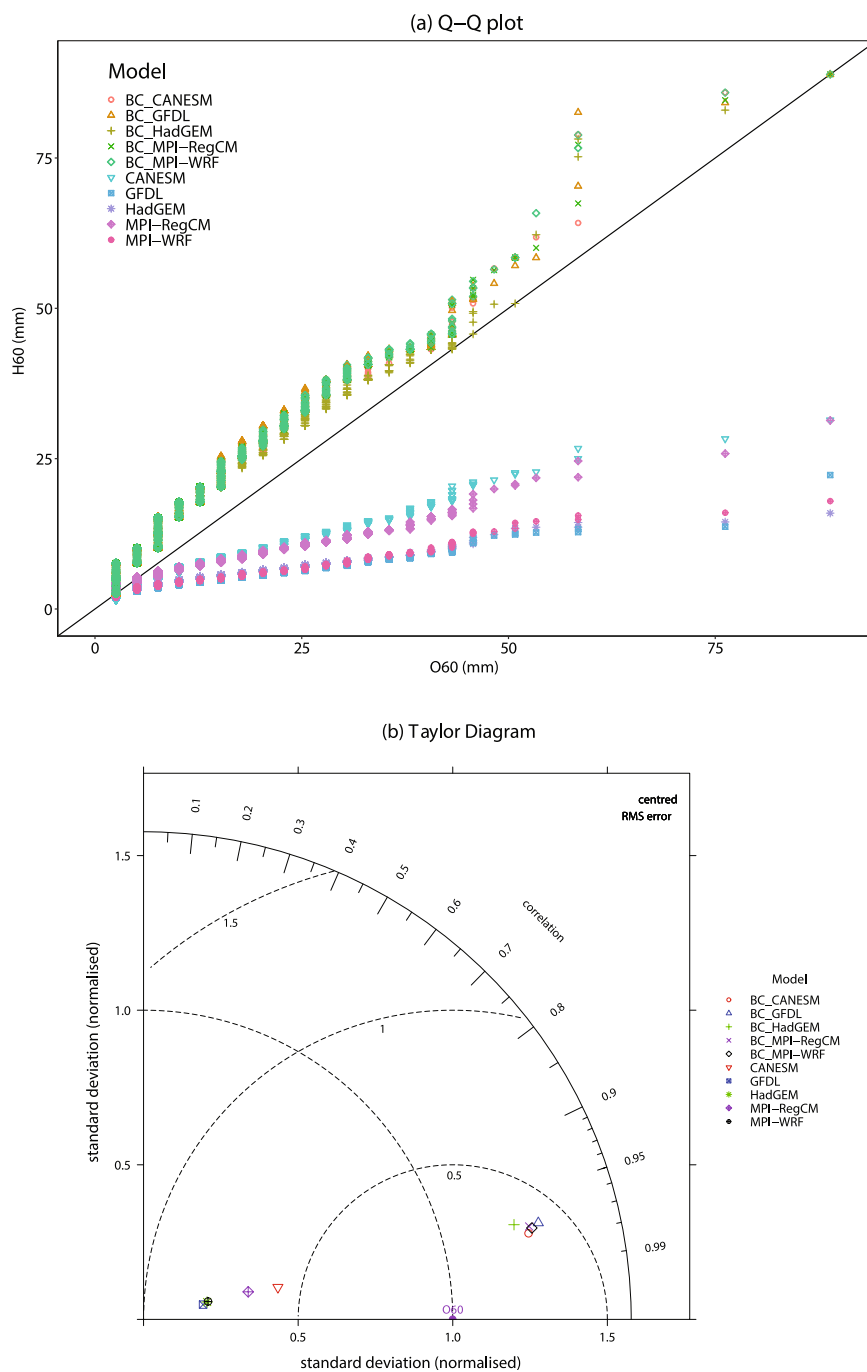 (a) Q−Q plot
Model
BC_CANESM
BC_GFDL
BC_HadGEM
BC_MPI−RegCM
BC_MPI−WRF
CANESM
GFDL
HadGEM
MPI−RegCM
MPI−WRF
75
50
25
0
H60 (mm)
0 25 50 75
O60 (mm)
(b) Taylor Diagram
centred
RMS error
0.1 0.2 0.3 0.4 0.5 0.6 0.7 0.8 0.9 0.95 0.99
correlation
1.5
1
0.5
1.5
1.0
0.5
standard deviation (normalised)
O60
0.5 1.0 1.5
standard deviation (normalised)
Model
BC_CANESM
BC_GFDL
BC_HadGEM
BC_MPI−RegCM
BC_MPI−WRF
CANESM
GFDL
HadGEM
MPI−RegCM
MPI−WRF